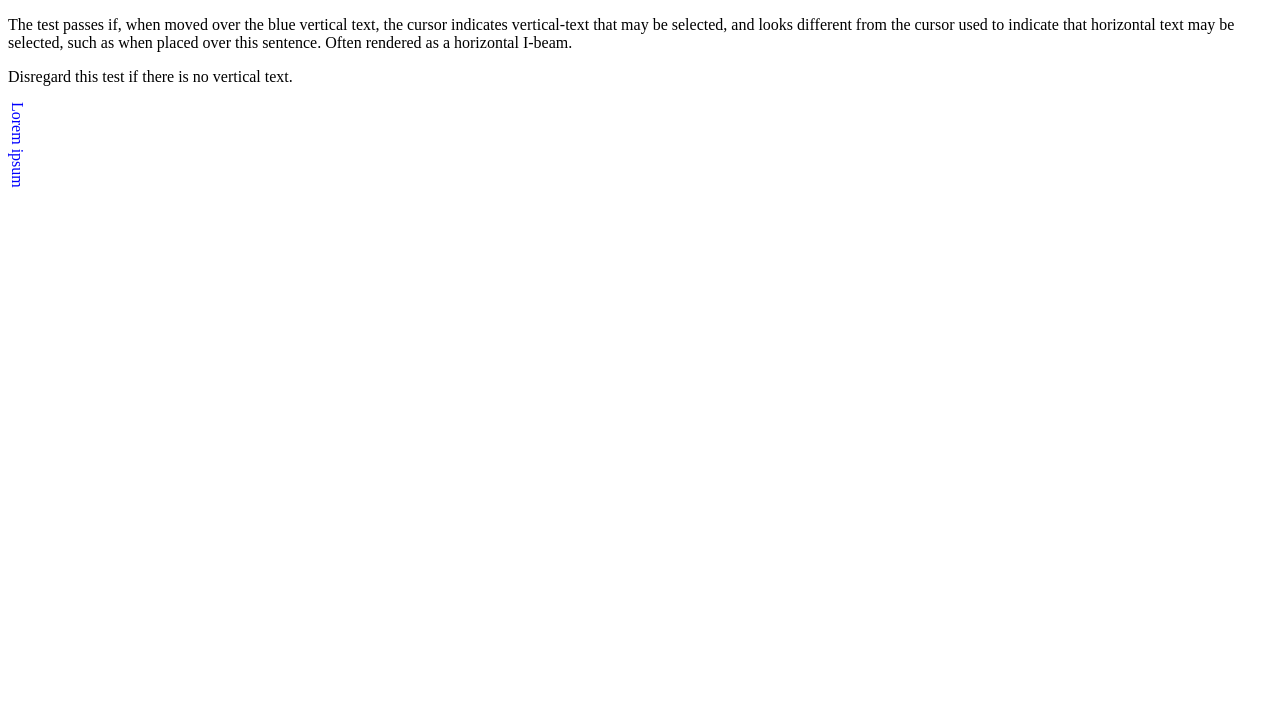 The test passes if, when moved over the blue vertical text, the cursor indicates vertical-text that may be selected, and looks different from the cursor used to indicate that horizontal text may be
selected, such as when placed over this sentence. Often rendered as a horizontal I-beam.
Disregard this test if there is no vertical text.
Lorem ipsum